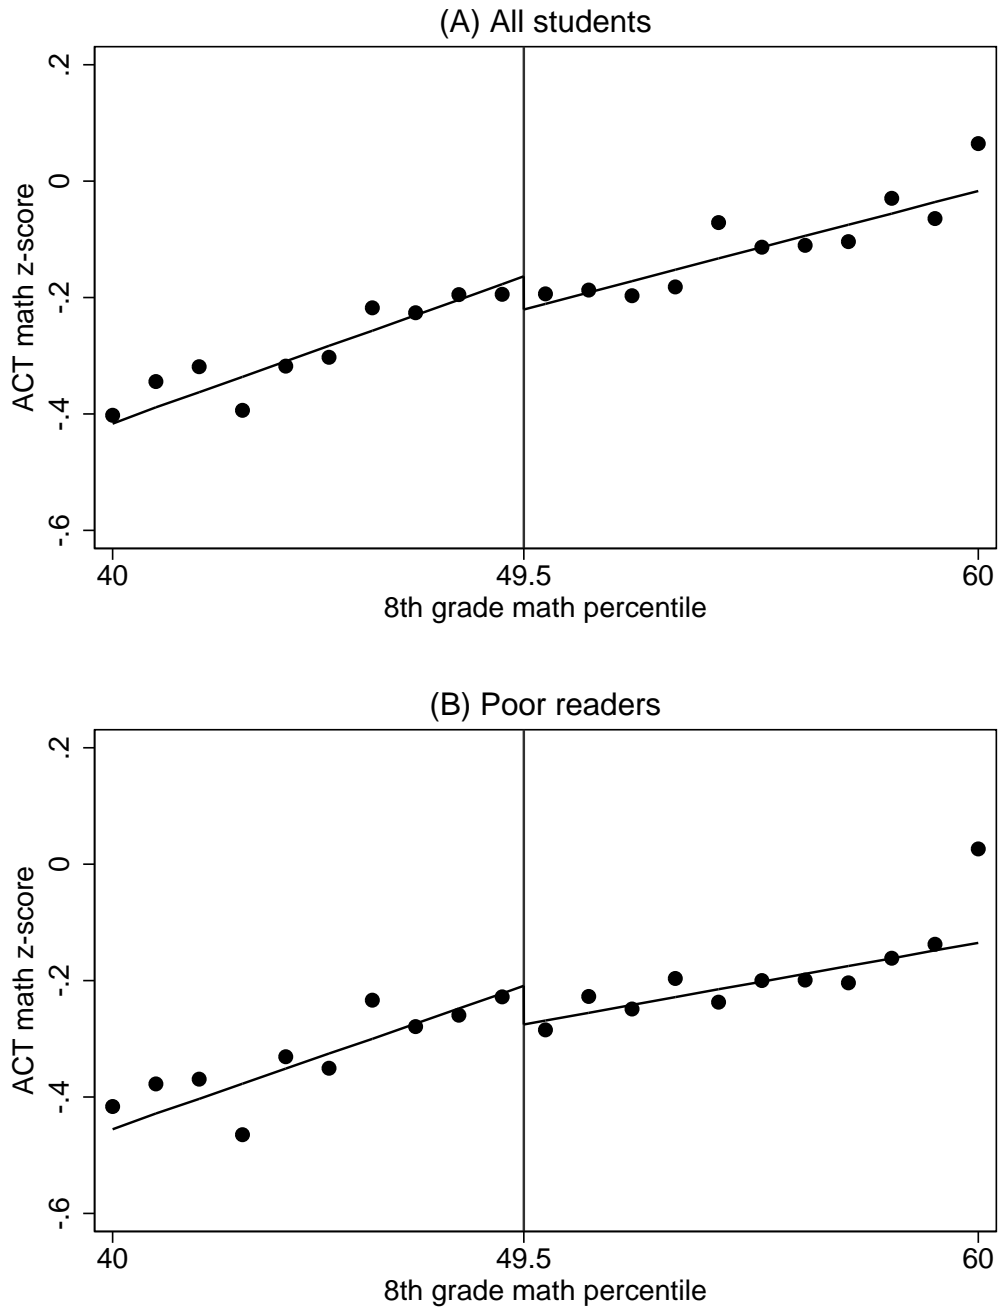 (A) All students
ACT math z-score
.2
0
-.2
-.4
-.6
40 49.5 60
8th grade math percentile
(B) Poor readers
ACT math z-score
.2
0
-.2
-.4
-.6
40 49.5 60
8th grade math percentile